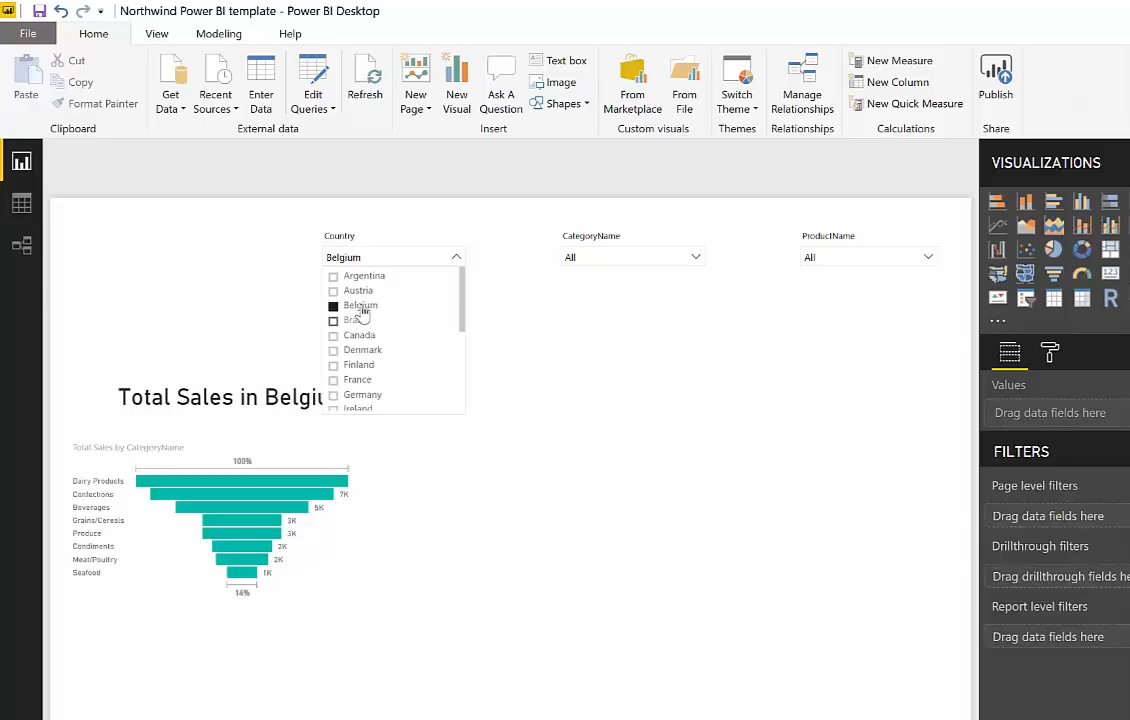 Northwind Power BI template - Power BI Desktop
File Home View Modeling Help
Paste
Cut
Copy
Format Painter
Clipboard
Get Data
Recent Sources
Enter Data
Edit Queries
Refresh
External data
New Page
New Visual
Ask A Question
Text box
Image
Shapes
Insert
From Marketplace
From File
Custom visuals
Switch Theme
Themes
Manage Relationships
Relationships
New Measure
New Column
New Quick Measure
Calculations
Publish
Share
Country
Belgium
Argentina
Austria
Belgium
Canada
Denmark
Finland
France
Germany
Ireland
CategoryName
All
ProductName
All
Total Sales in Belgiu
Total Sales by CategoryName
100%
Dairy Products
Confections 7K
Beverages 5K
Grains/Cereals 3K
Produce 3K
Condiments 2K
Meat/Poultry 2K
Seafood 1K
14%
VISUALIZATIONS
123
R
...
Values
Drag data fields here
FILTERS
Page level filters
Drag data fields here
Drillthrough filters
Drag drillthrough fields he
Report level filters
Drag data fields here